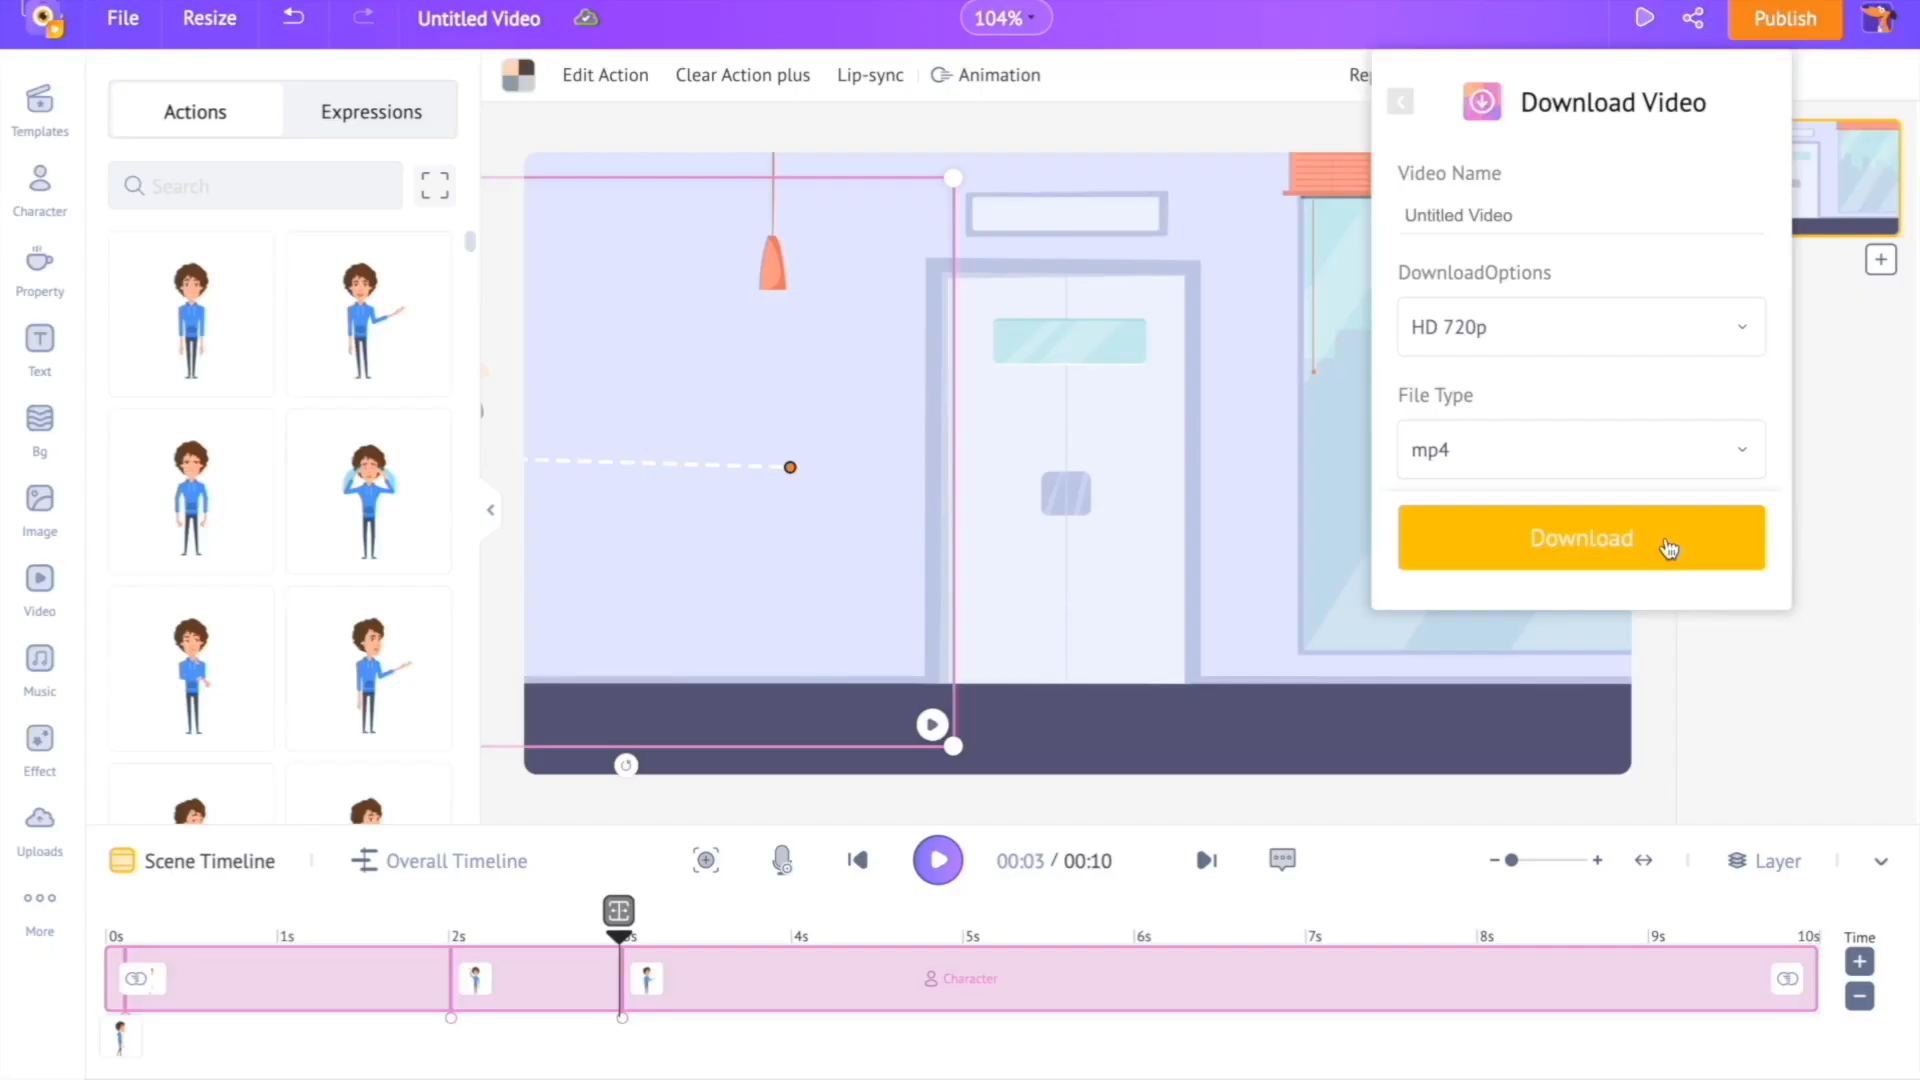 File
Resize
Untitled Video
104%
Publish
Templates
Character
Property
Text
Bg
Image
Video
Music
Effect
Uploads
More
Actions
Expressions
Search
Edit Action
Clear Action plus
Lip-sync
Animation
Download Video
Video Name
Untitled Video
DownloadOptions
HD 720p
File Type
mp4
Download
Scene Timeline
Overall Timeline
00:03 / 00:10
Layer
0s
1s
2s
4s
5s
6s
7s
8s
9s
10s
Time
Character